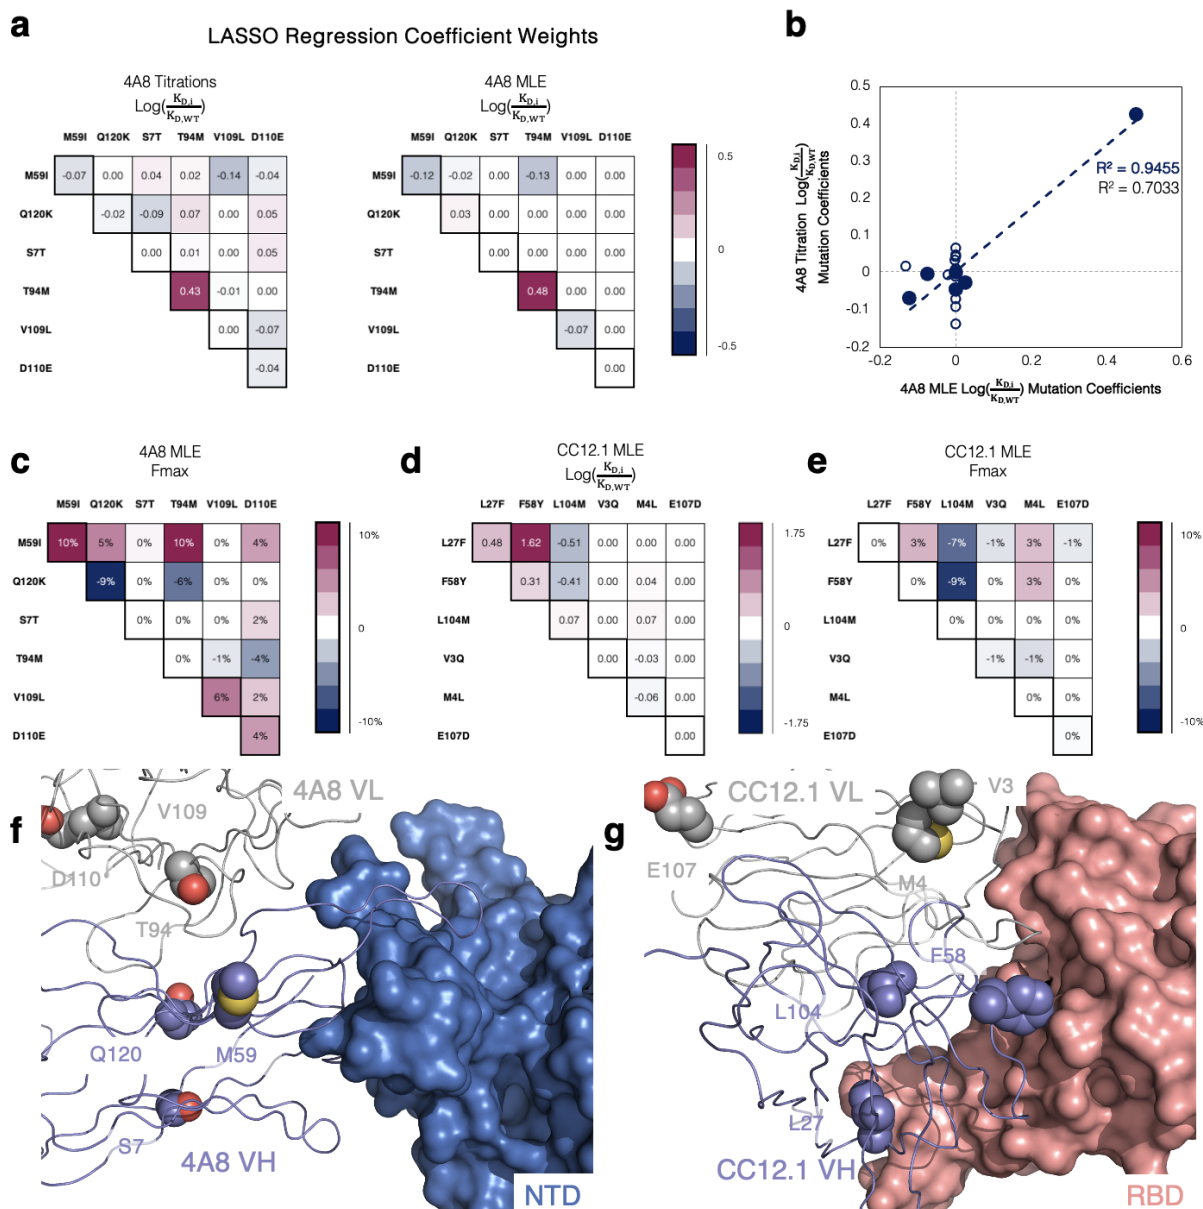 a
LASSO Regression Coefficient Weights
4A8 Titrations
Log(K_D,i/K_D,WT)
M59I Q120K S7T T94M V109L D110E
M59I -0.07 0.00 0.04 0.02 -0.14 -0.04
Q120K -0.02 -0.09 0.07 0.00 0.05
S7T 0.00 0.01 0.00 0.05
T94M 0.43 -0.01 0.00
V109L 0.00 -0.07
D110E -0.04
4A8 MLE
Log(K_D,i/K_D,WT)
M59I Q120K S7T T94M V109L D110E
M59I -0.12 -0.02 0.00 -0.13 0.00 0.00
Q120K 0.03 0.00 0.00 0.00 0.00
S7T 0.00 0.00 0.00 0.00
T94M 0.48 0.00 0.00
V109L -0.07 0.00
D110E 0.00
0.5
0
-0.5
b
4A8 Titration Log(K_D,i/K_D,WT)
Mutation Coefficients
0.5
0.4
0.3
0.2
0.1
0
-0.1
-0.2
R² = 0.9455
R² = 0.7033
-0.2 0 0.2 0.4 0.6
4A8 MLE Log(K_D,i/K_D,WT) Mutation Coefficients
c
4A8 MLE
Fmax
M59I Q120K S7T T94M V109L D110E
M59I 10% 5% 0% 10% 0% 4%
Q120K -9% 0% -6% 0% 0%
S7T 0% 0% 0% 2%
T94M 0% -1% -4%
V109L 6% 2%
D110E 4%
10%
0
-10%
d
CC12.1 MLE
Log(K_D,i/K_D,WT)
L27F F58Y L104M V3Q M4L E107D
L27F 0.48 1.62 -0.51 0.00 0.00 0.00
F58Y 0.31 -0.41 0.00 0.04 0.00
L104M 0.07 0.00 0.07 0.00
V3Q 0.00 -0.03 0.00
M4L -0.06 0.00
E107D 0.00
1.75
0
-1.75
e
CC12.1 MLE
Fmax
L27F F58Y L104M V3Q M4L E107D
L27F 0% 3% -7% -1% 3% -1%
F58Y 0% -9% 0% 3% 0%
L104M 0% 0% 0% 0%
V3Q -1% -1% 0%
M4L 0% 0%
E107D 0%
10%
0
-10%
f
4A8 VL
V109
D110
T94
Q120
M59
S7
4A8 VH
NTD
g
CC12.1 VL
V3
E107
M4
F58
L104
L27
CC12.1 VH
RBD